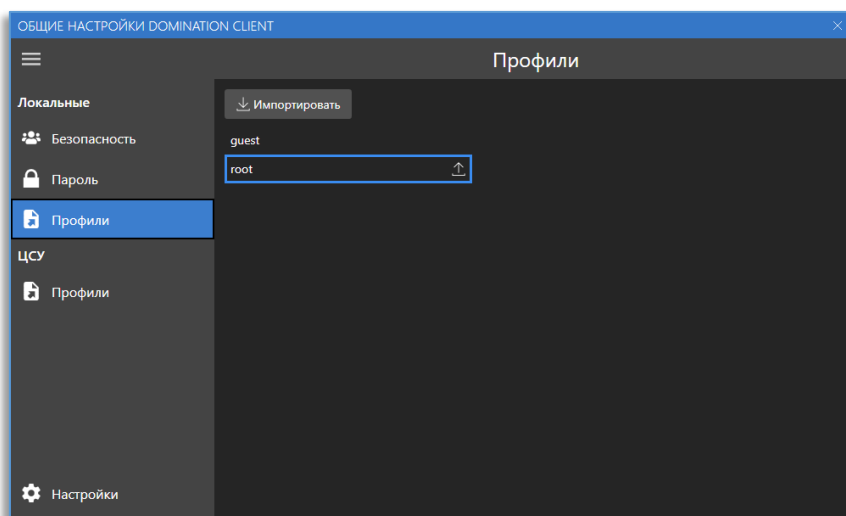 ОБЩИЕ НАСТРОЙКИ DOMINATION CLIENT
Профили
Локальные
Безопасность
Пароль
Профили
ЦСУ
Профили
Настройки
Импортировать
guest
root